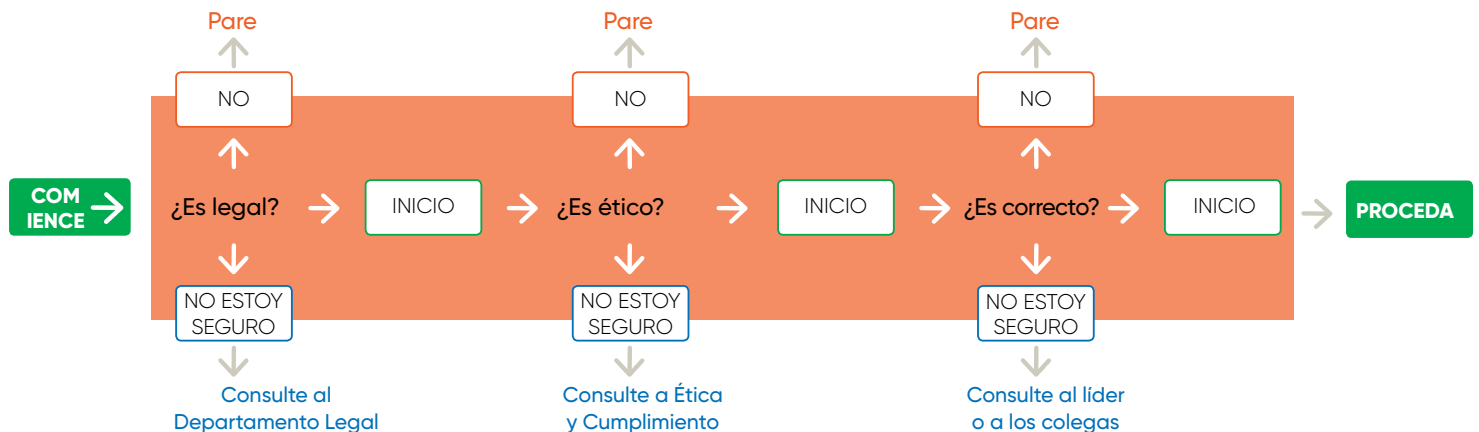 Pare
Pare
Pare
NO
NO
NO
COM
IENCE
¿Es legal?
INICIO
¿Es ético?
INICIO
¿Es correcto?
INICIO
PROCEDA
NO ESTOY
SEGURO
NO ESTOY
SEGURO
NO ESTOY
SEGURO
Consulte al
Departamento Legal
Consulte a Ética
y Cumplimiento
Consulte al líder
o a los colegas